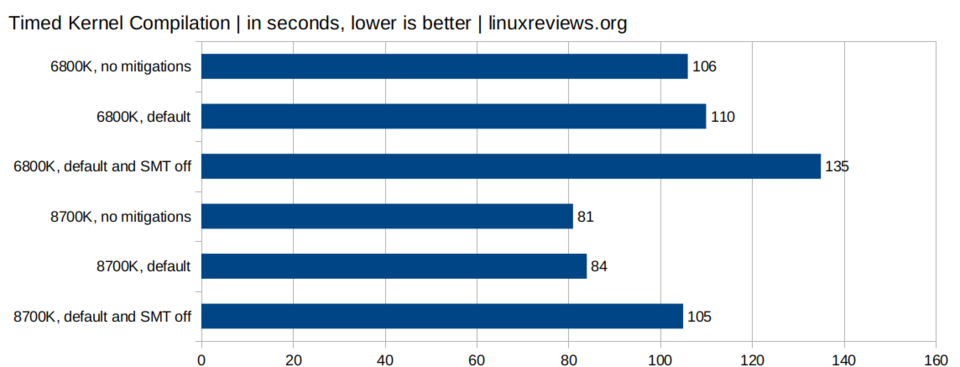 Timed Kernel Compilation | in seconds, lower is better | linuxreviews.org
6800K, no mitigations 106
6800K, default 110
6800K, default and SMT off 135
8700K, no mitigations 81
8700K, default 84
8700K, default and SMT off 105
0 20 40 60 80 100 120 140 160